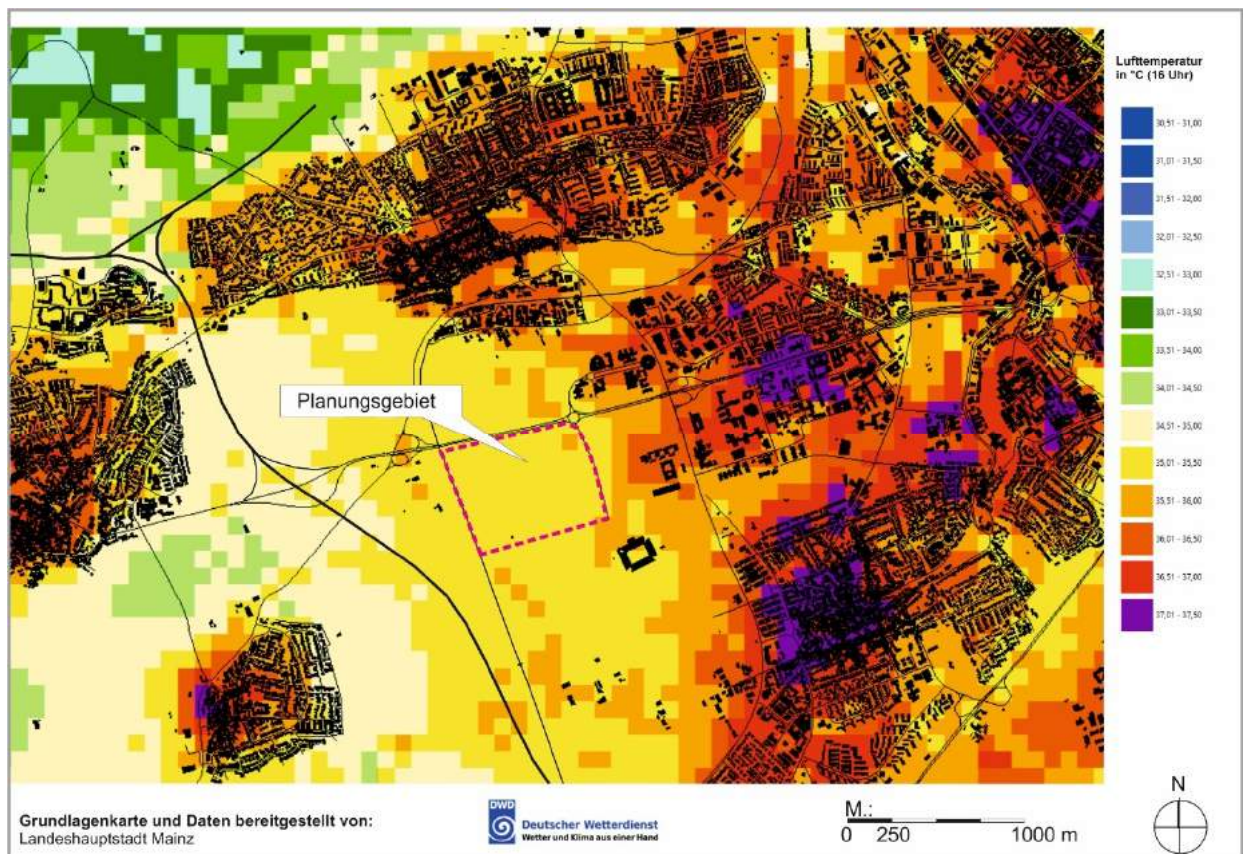 Lufttemperatur
in °C (16 Uhr)
30,51 - 31,00
31,01 - 31,50
31,51 - 32,00
32,01 - 32,50
32,51 - 33,00
33,01 - 33,50
33,51 - 34,00
34,01 - 34,50
34,51 - 35,00
35,01 - 35,50
35,51 - 36,00
36,01 - 36,50
36,51 - 37,00
37,01 - 37,50
Planungsgebiet
Grundlagenkarte und Daten bereitgestellt von:
Landeshauptstadt Mainz
DWD
Deutscher Wetterdienst
Wetter und Klima aus einer Hand
M.:
0 250 1000 m
N